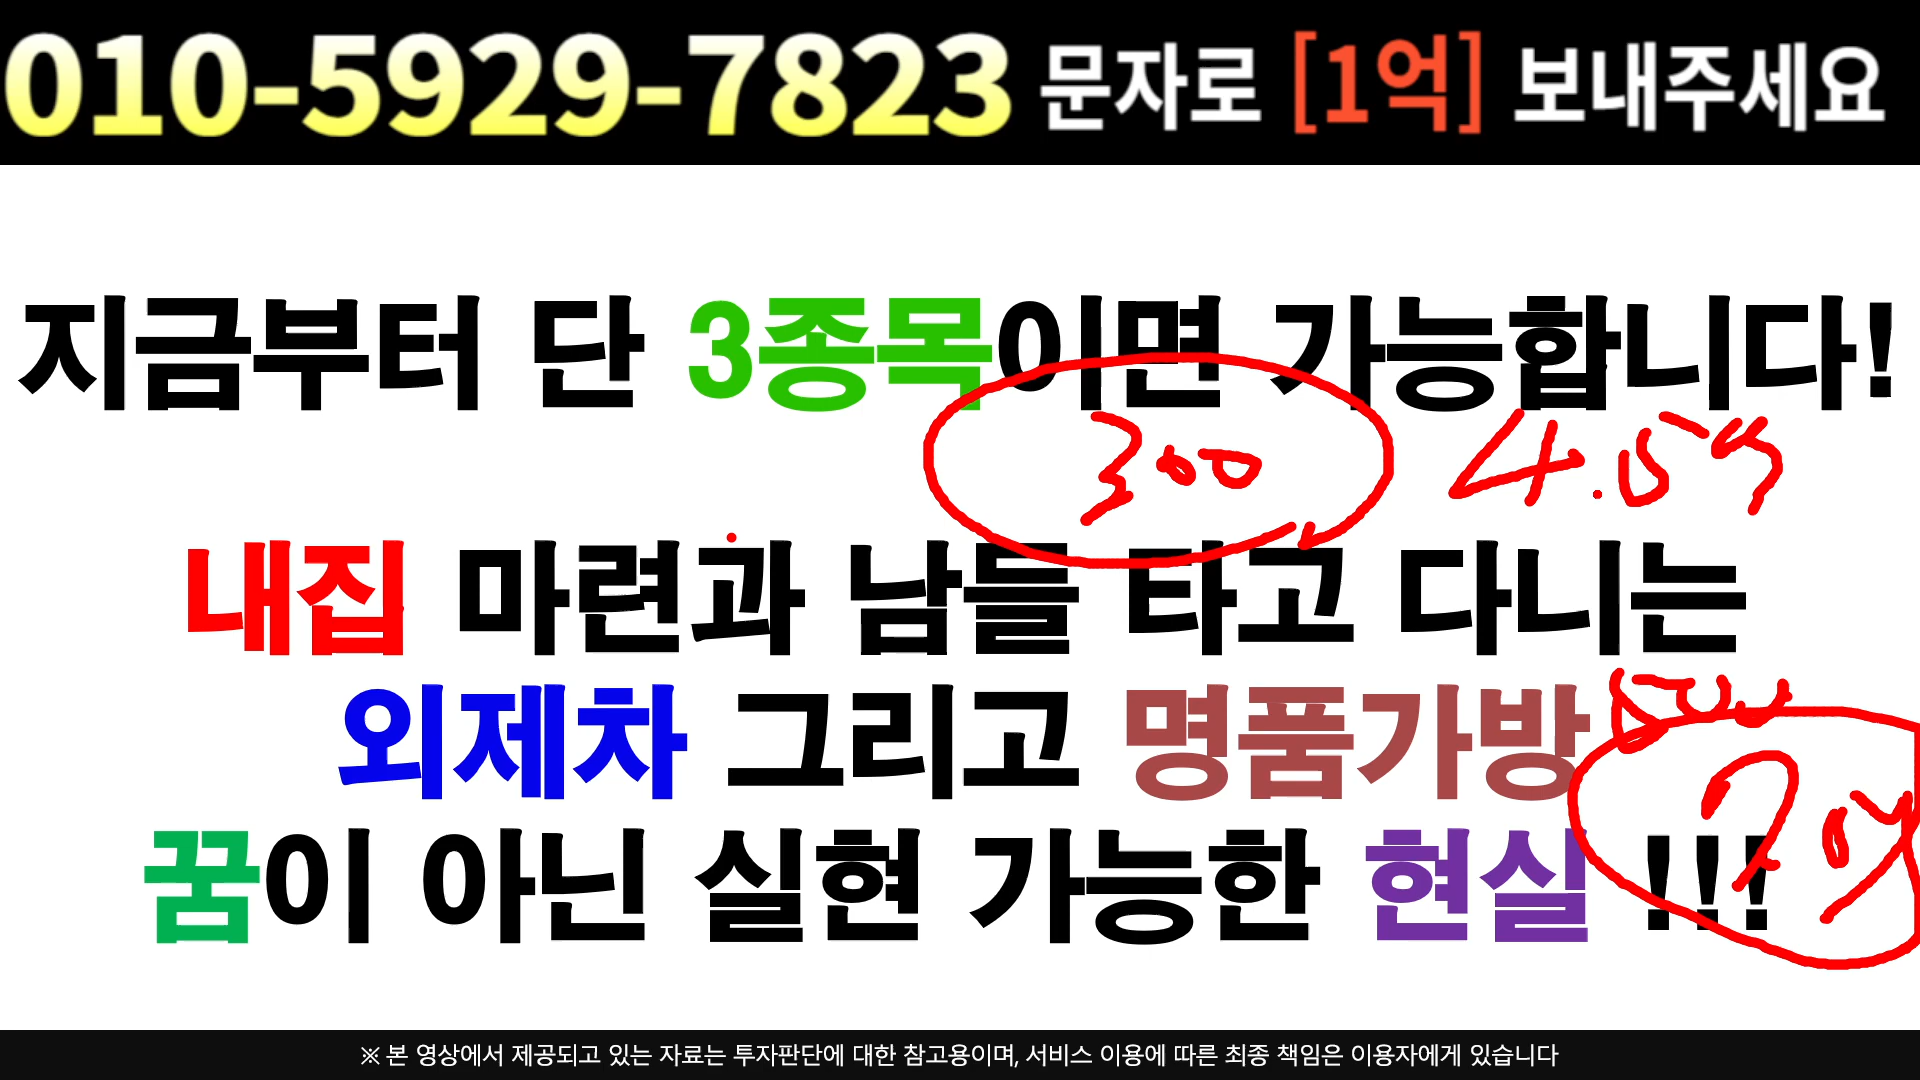 010-5929-7823 문자로 [1억] 보내주세요
지금부터 단 3종목이면 가능합니다!
300
4.5억
내집 마련과 남들 타고 다니는
외제차 그리고 명품가방
500
꿈이 아닌 실현 가능한 현실 !!!
※ 본 영상에서 제공되고 있는 자료는 투자판단에 대한 참고용이며, 서비스 이용에 따른 최종 책임은 이용자에게 있습니다